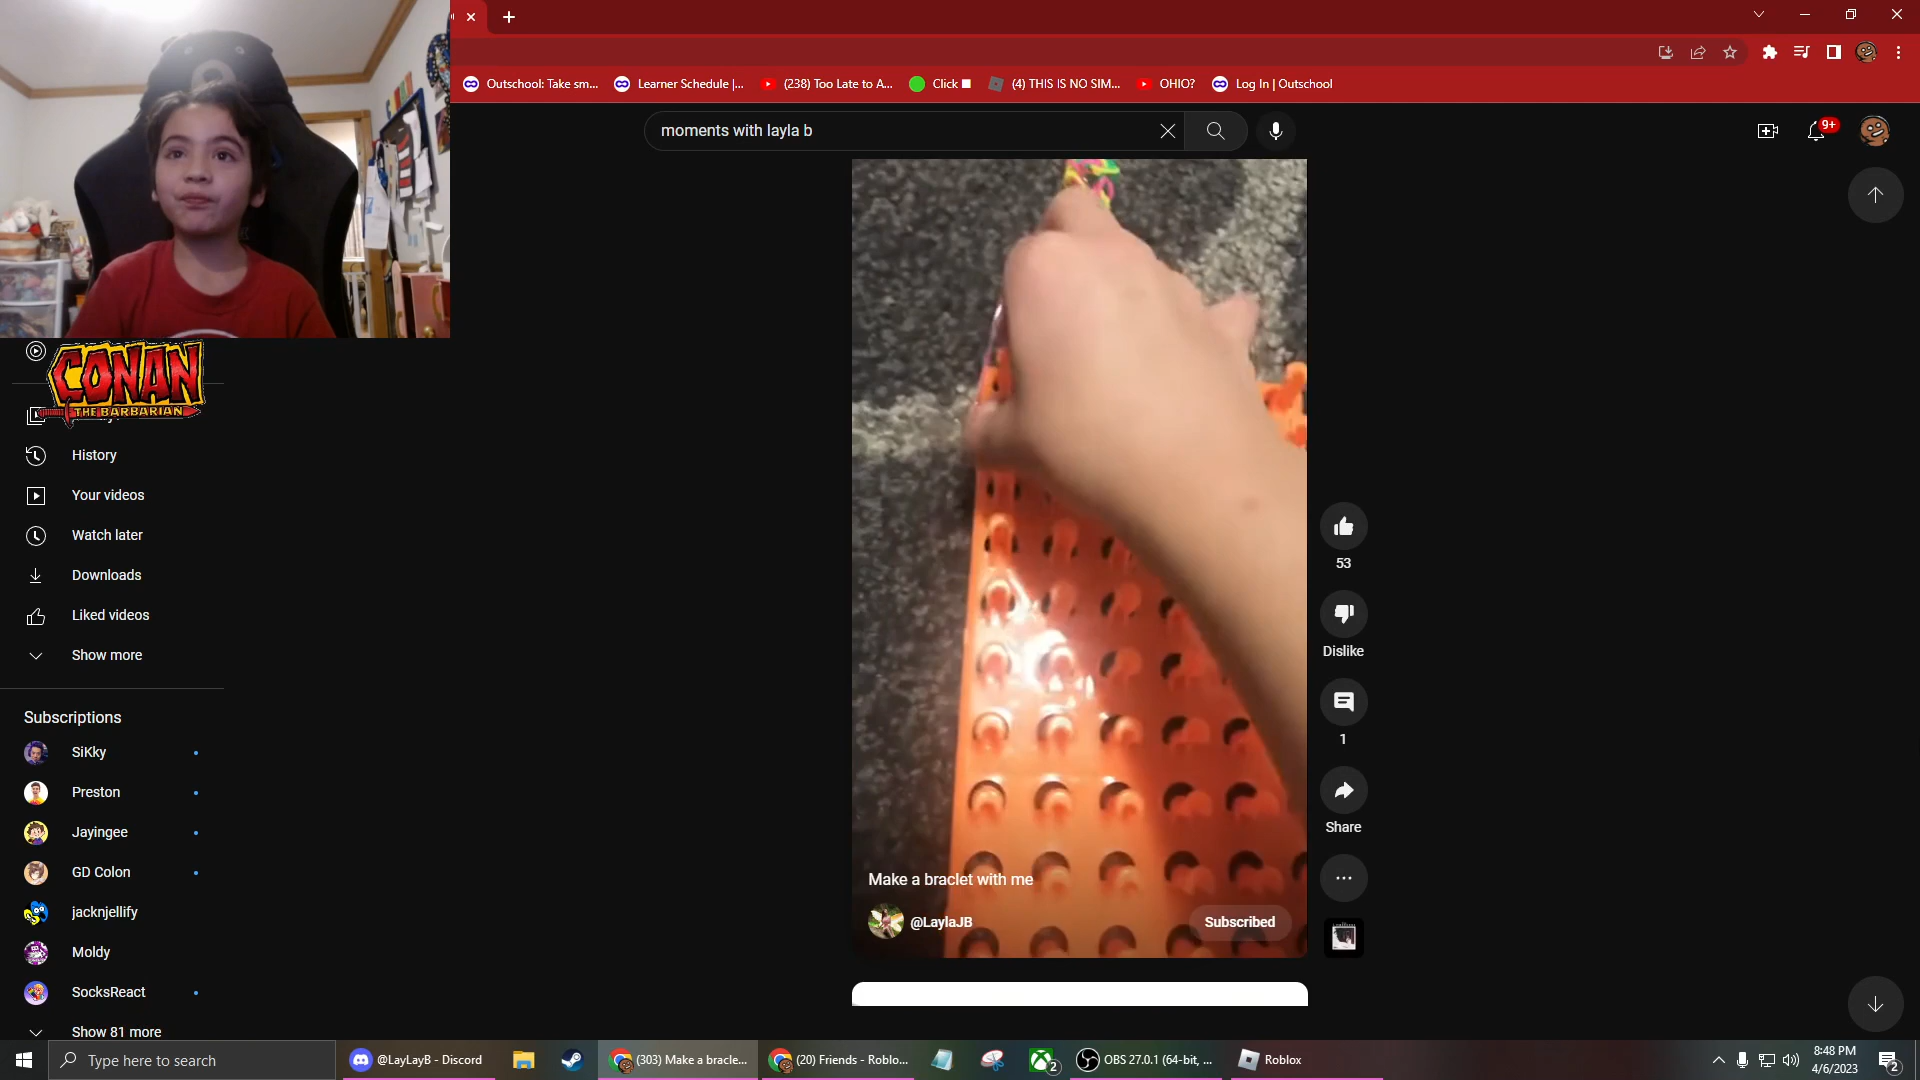 Outschool: Take sm...
Learner Schedule |...
(238) Too Late to A...
Click
(4) THIS IS NO SIM...
OHIO?
Log In | Outschool
moments with layla b
9+
CONAN
THE BARBARIAN
History
Your videos
Watch later
Downloads
Liked videos
Show more
Subscriptions
SiKky
Preston
Jayingee
GD Colon
jacknjellify
Moldy
SocksReact
Show 81 more
53
Dislike
1
Share
Make a braclet with me
@LaylaJB
Subscribed
Type here to search
@LayLayB - Discord
(303) Make a bracle...
(20) Friends - Roblo...
2
OBS 27.0.1 (64-bit, ...
Roblox
8:48 PM
4/6/2023
2